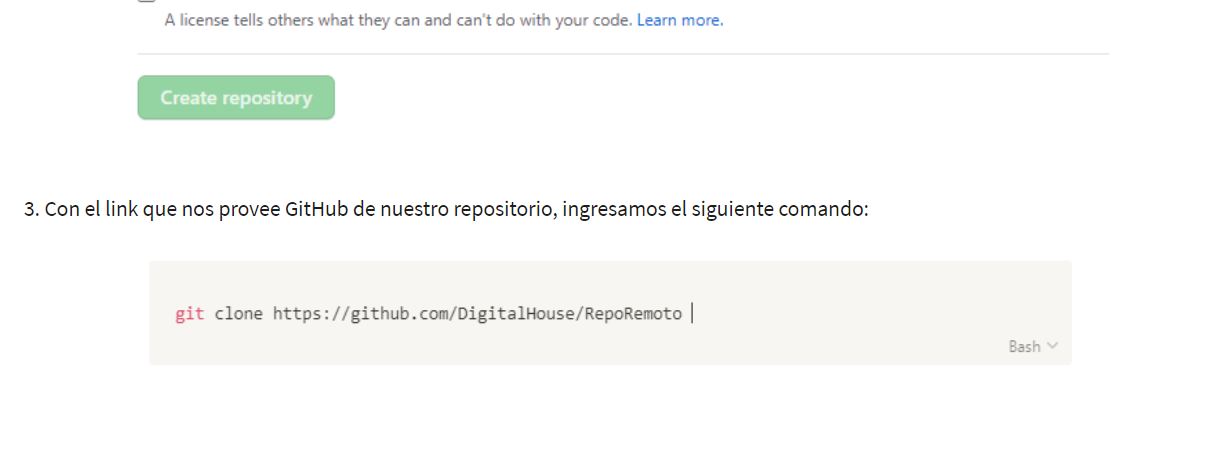 A license tells others what they can and can't do with your code. Learn more.
Create repository
3. Con el link que nos provee GitHub de nuestro repositorio, ingresamos el siguiente comando:
git clone https://github.com/DigitalHouse/RepoRemoto
Bash